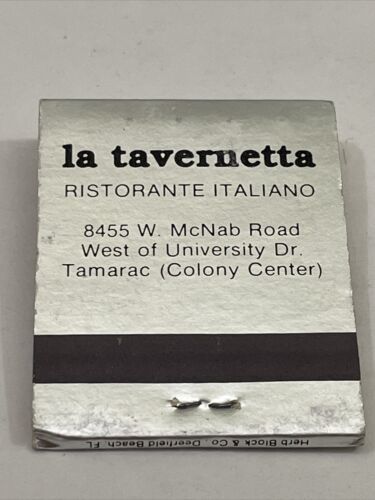 la tavernetta
RISTORANTE ITALIANO
8455 W. McNab Road
West of University Dr.
Tamarac (Colony Center)
Herb Block & Co. Deerfield Beach, FL